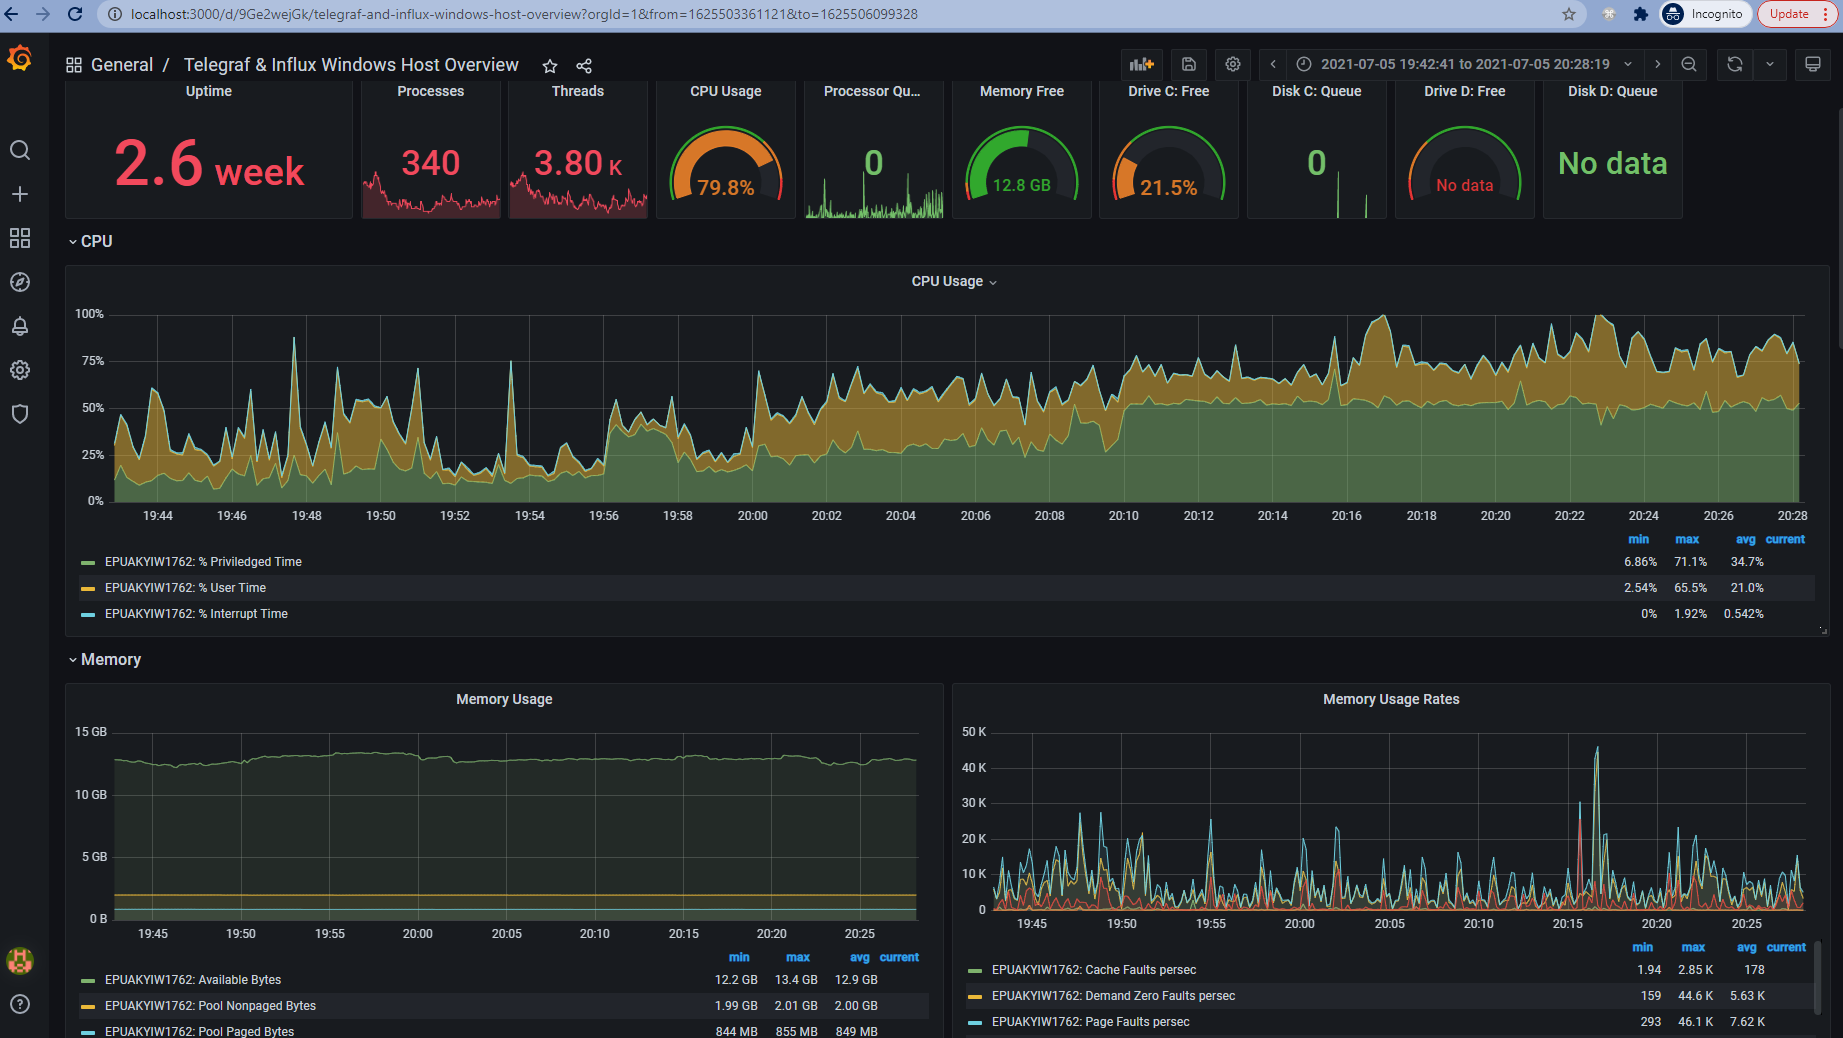 localhost:3000/d/9Ge2wejGk/telegraf-and-influx-windows-host-overview?orgId=1&from=1625503361121&to=1625506099328
Incognito
Update
General / Telegraf & Influx Windows Host Overview
2021-07-05 19:42:41 to 2021-07-05 20:28:19
Uptime Processes Threads CPU Usage Processor Qu... Memory Free Drive C: Free Disk C: Queue Drive D: Free Disk D: Queue
2.6 week 340 3.80 K 79.8% 0 12.8 GB 21.5% 0 No data No data
CPU
CPU Usage
100%
75%
50%
25%
0%
19:44 19:46 19:48 19:50 19:52 19:54 19:56 19:58 20:00 20:02 20:04 20:06 20:08 20:10 20:12 20:14 20:16 20:18 20:20 20:22 20:24 20:26 20:28
min max avg current
EPUAKYIW1762: % Priviledged Time 6.86% 71.1% 34.7%
EPUAKYIW1762: % User Time 2.54% 65.5% 21.0%
EPUAKYIW1762: % Interrupt Time 0% 1.92% 0.542%
Memory
Memory Usage
15 GB
10 GB
5 GB
0 B
19:45 19:50 19:55 20:00 20:05 20:10 20:15 20:20 20:25
min max avg current
EPUAKYIW1762: Available Bytes 12.2 GB 13.4 GB 12.9 GB
EPUAKYIW1762: Pool Nonpaged Bytes 1.99 GB 2.01 GB 2.00 GB
EPUAKYIW1762: Pool Paged Bytes 844 MB 855 MB 849 MB
Memory Usage Rates
50 K
40 K
30 K
20 K
10 K
0
19:45 19:50 19:55 20:00 20:05 20:10 20:15 20:20 20:25
min max avg current
EPUAKYIW1762: Cache Faults persec 1.94 2.85 K 178
EPUAKYIW1762: Demand Zero Faults persec 159 44.6 K 5.63 K
EPUAKYIW1762: Page Faults persec 293 46.1 K 7.62 K